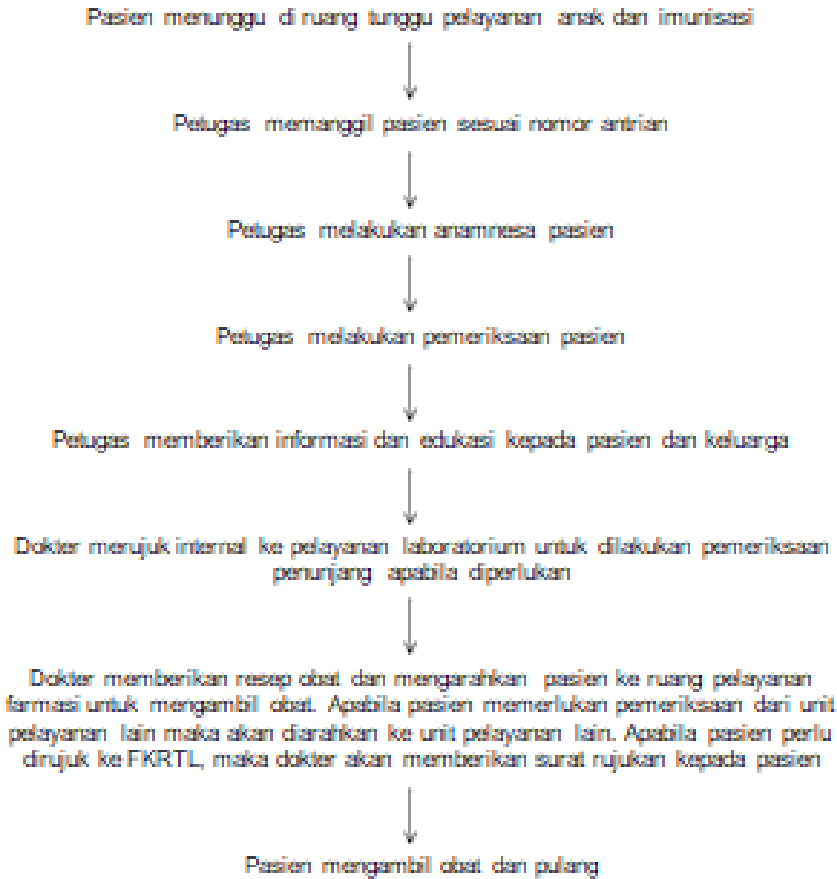 Pasien menunggu di ruang tunggu pelayanan anak dan imunisasi
Petugas memanggil pasien sesuai nomor antrian
Petugas melakukan anamnesa pasien
Petugas melakukan pemeriksaan pasien
Petugas memberikan informasi dan edukasi kepada pasien dan keluarga
Dokter merujuk internal ke pelayanan laboratorium untuk dilakukan pemeriksaan
penunjang apabila diperlukan
Dokter memberikan resep obat dan mengarahkan pasien ke ruang pelayanan
farmasi untuk mengambil obat. Apabila pasien memerlukan pemeriksaan dari unit
pelayanan lain maka akan diarahkan ke unit pelayanan lain. Apabila pasien perlu
dirujuk ke FKRTL, maka dokter akan memberikan surat rujukan kepada pasien
Pasien mengambil obat dan pulang